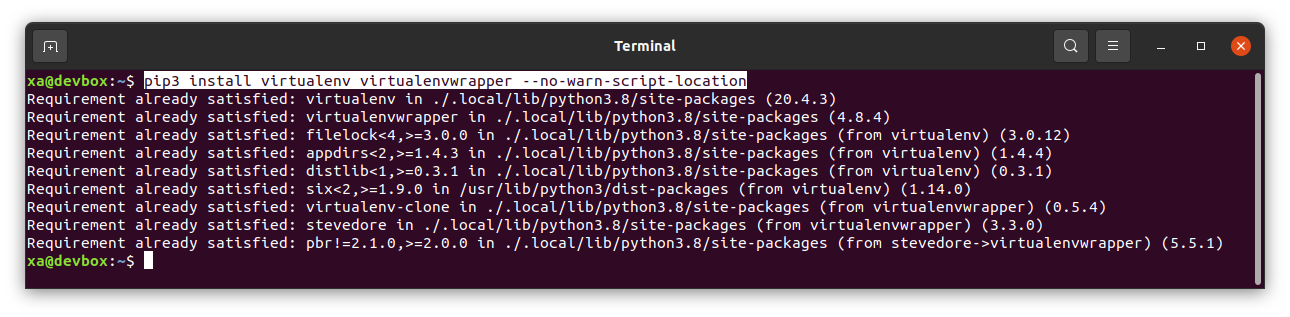 Terminal
xa@devbox:~$ pip3 install virtualenv virtualenvwrapper --no-warn-script-location
Requirement already satisfied: virtualenv in ./.local/lib/python3.8/site-packages (20.4.3)
Requirement already satisfied: virtualenvwrapper in ./.local/lib/python3.8/site-packages (4.8.4)
Requirement already satisfied: filelock<4,>=3.0.0 in ./.local/lib/python3.8/site-packages (from virtualenv) (3.0.12)
Requirement already satisfied: appdirs<2,>=1.4.3 in ./.local/lib/python3.8/site-packages (from virtualenv) (1.4.4)
Requirement already satisfied: distlib<1,>=0.3.1 in ./.local/lib/python3.8/site-packages (from virtualenv) (0.3.1)
Requirement already satisfied: six<2,>=1.9.0 in /usr/lib/python3/dist-packages (from virtualenv) (1.14.0)
Requirement already satisfied: virtualenv-clone in ./.local/lib/python3.8/site-packages (from virtualenvwrapper) (0.5.4)
Requirement already satisfied: stevedore in ./.local/lib/python3.8/site-packages (from virtualenvwrapper) (3.3.0)
Requirement already satisfied: pbr!=2.1.0,>=2.0.0 in ./.local/lib/python3.8/site-packages (from stevedore->virtualenvwrapper) (5.5.1)
xa@devbox:~$